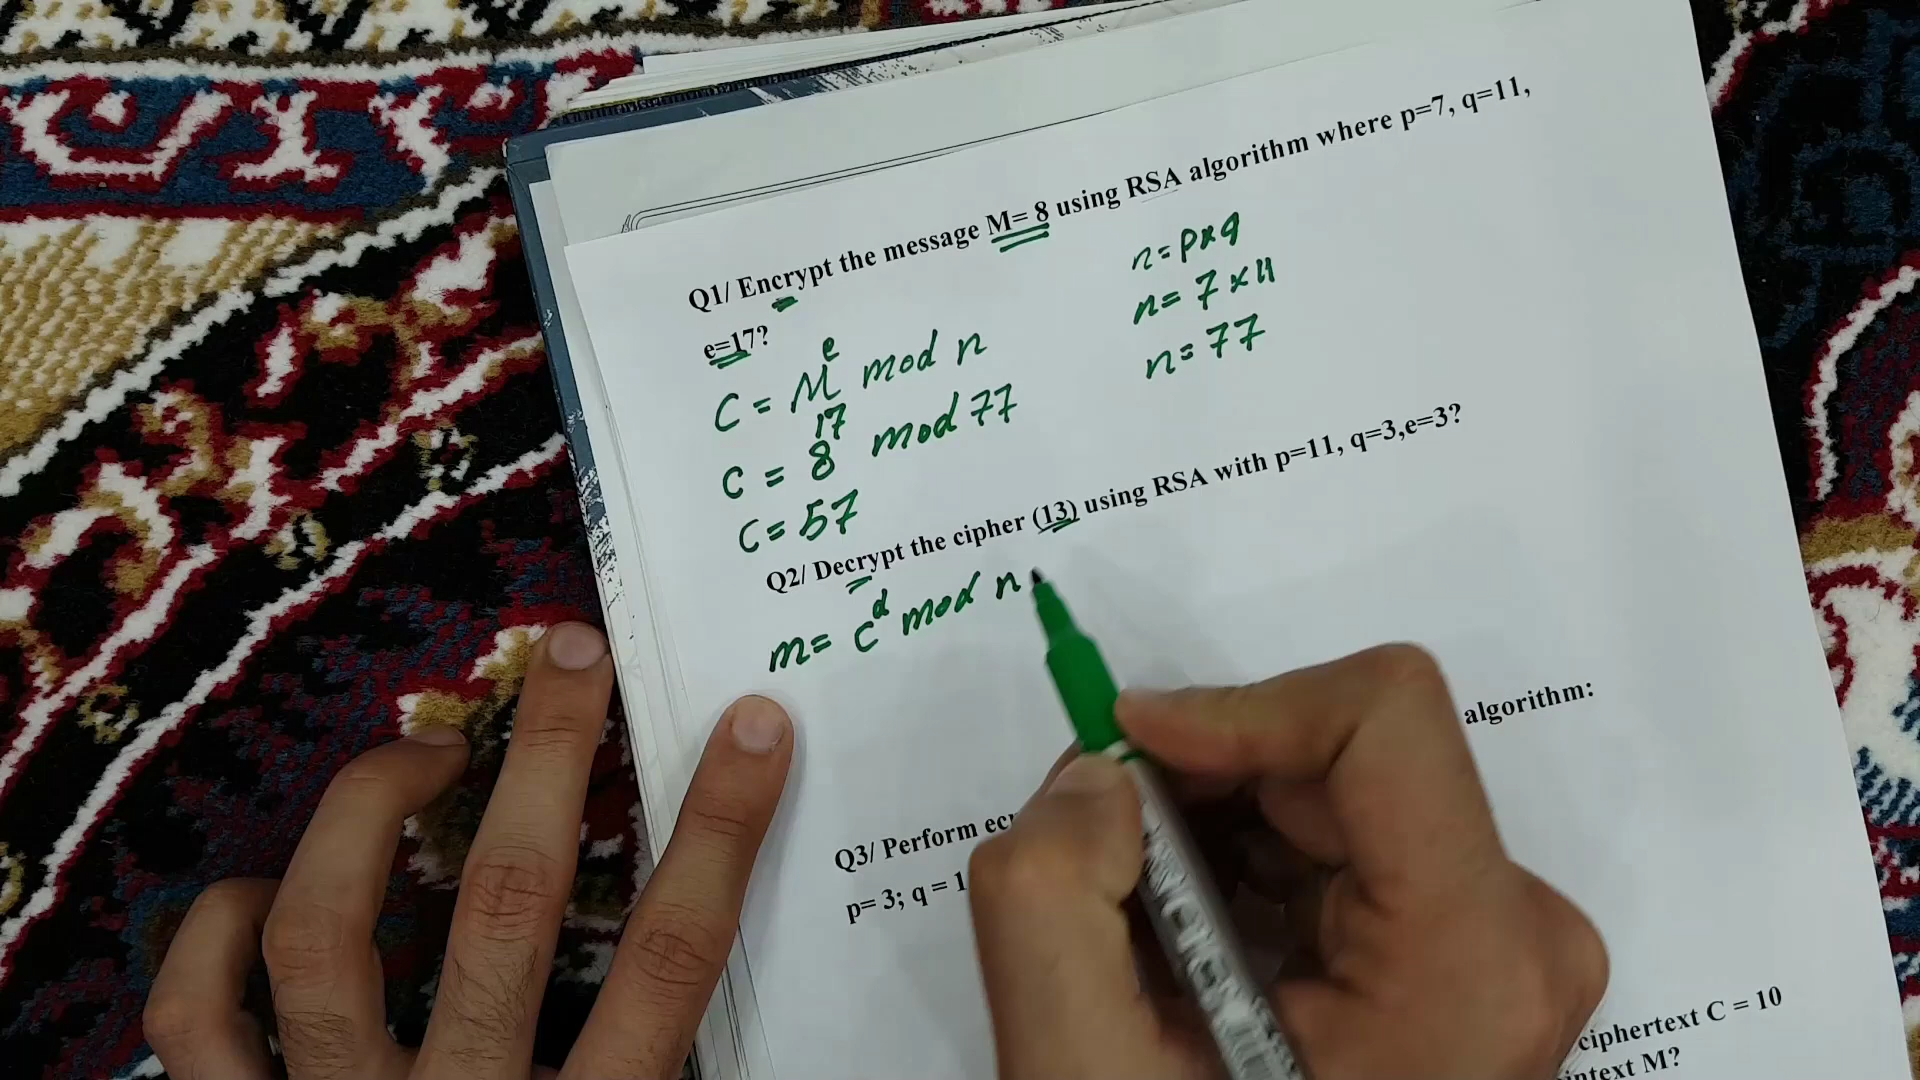 Q1/ Encrypt the message M= 8 using RSA algorithm where p=7, q=11,
e=17?
n=p×q
n= 7 × 11
n= 77
C = M^e mod n
C = 8^17 mod 77
C= 57
Q2/ Decrypt the cipher (13) using RSA with p=11, q=3,e=3?
m= c^d mod n
Q3/ Perform algorithm:
p= 3; q = 1
ciphertext C = 10
M?